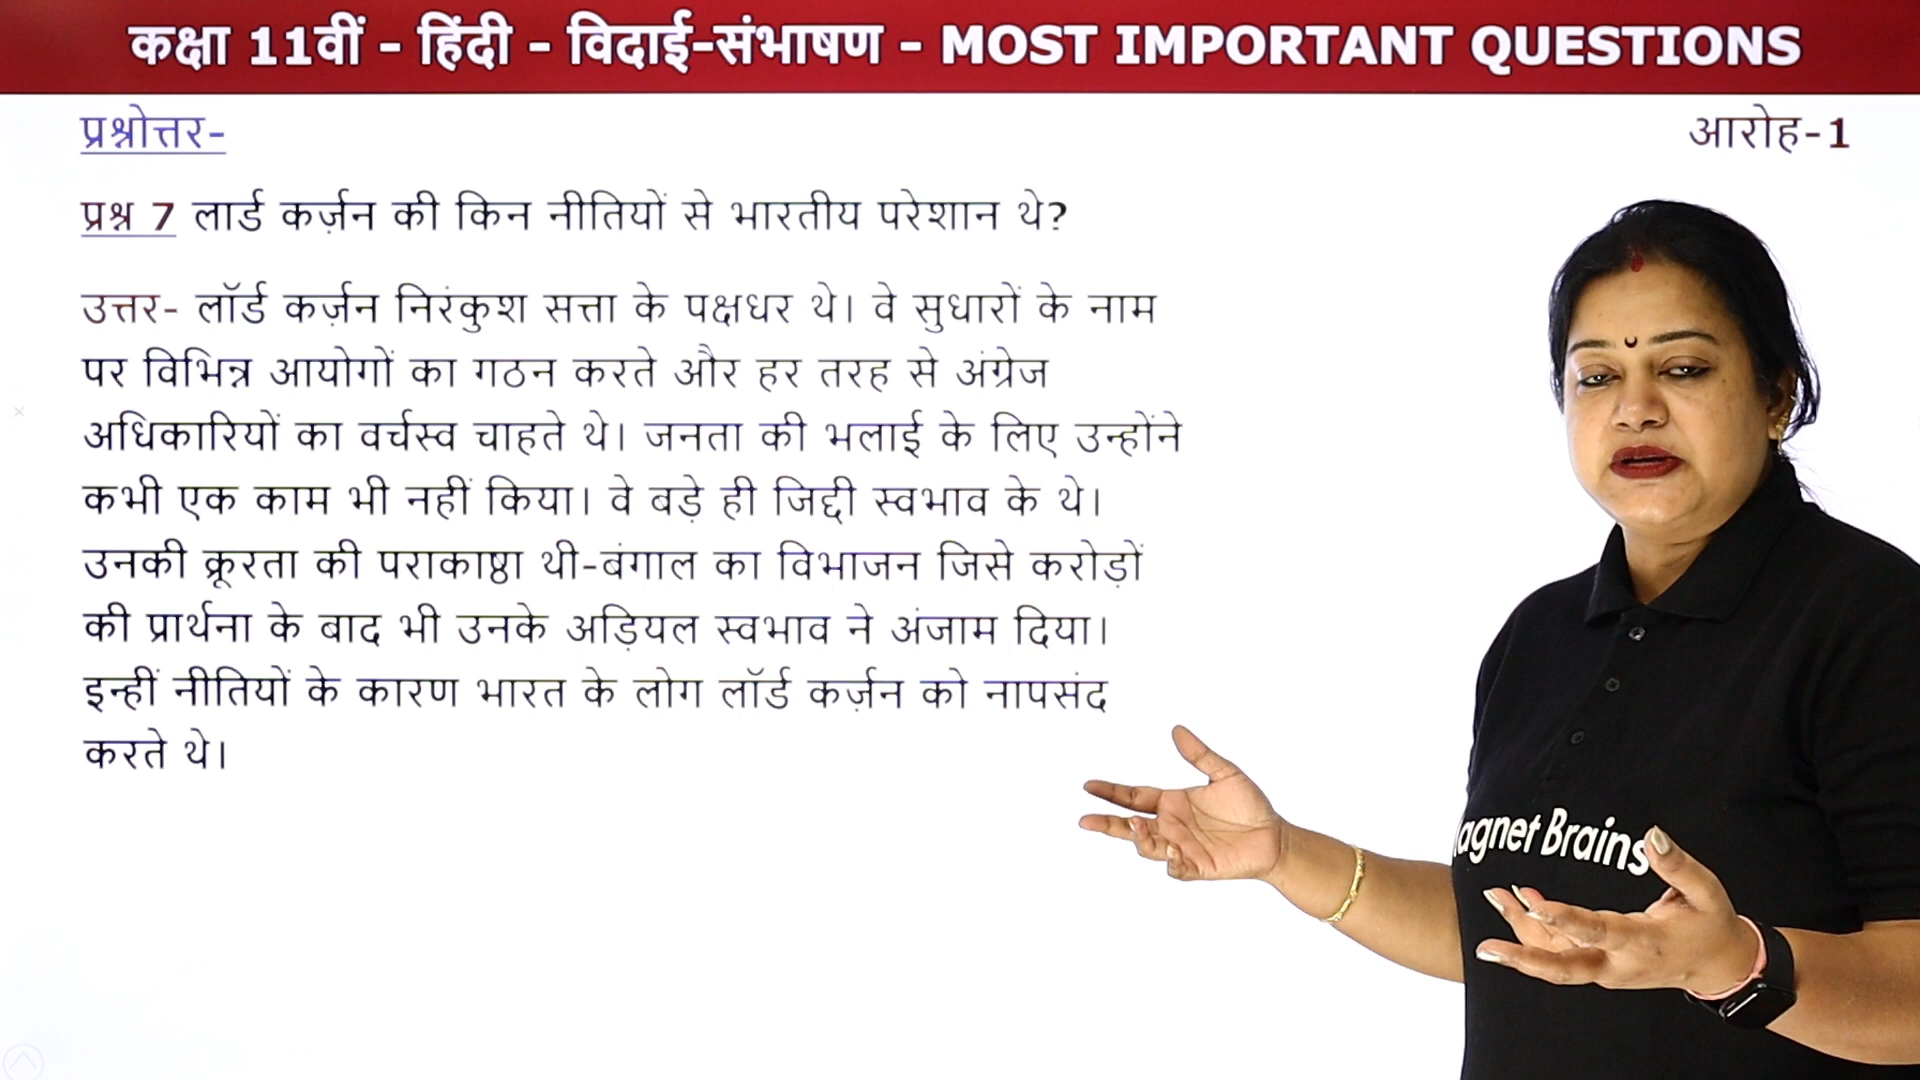 कक्षा 11वीं - हिंदी - विदाई-संभाषण - MOST IMPORTANT QUESTIONS
प्रश्नोत्तर-
आरोह-1
प्रश्न 7 लार्ड कर्ज़न की किन नीतियों से भारतीय परेशान थे?
उत्तर- लॉर्ड कर्ज़न निरंकुश सत्ता के पक्षधर थे। वे सुधारों के नाम
पर विभिन्न आयोगों का गठन करते और हर तरह से अंग्रेज
अधिकारियों का वर्चस्व चाहते थे। जनता की भलाई के लिए उन्होंने
कभी एक काम भी नहीं किया। वे बड़े ही जिद्दी स्वभाव के थे।
उनकी क्रूरता की पराकाष्ठा थी-बंगाल का विभाजन जिसे करोड़ों
की प्रार्थना के बाद भी उनके अड़ियल स्वभाव ने अंजाम दिया।
इन्हीं नीतियों के कारण भारत के लोग लॉर्ड कर्ज़न को नापसंद
करते थे।
agnet Brains